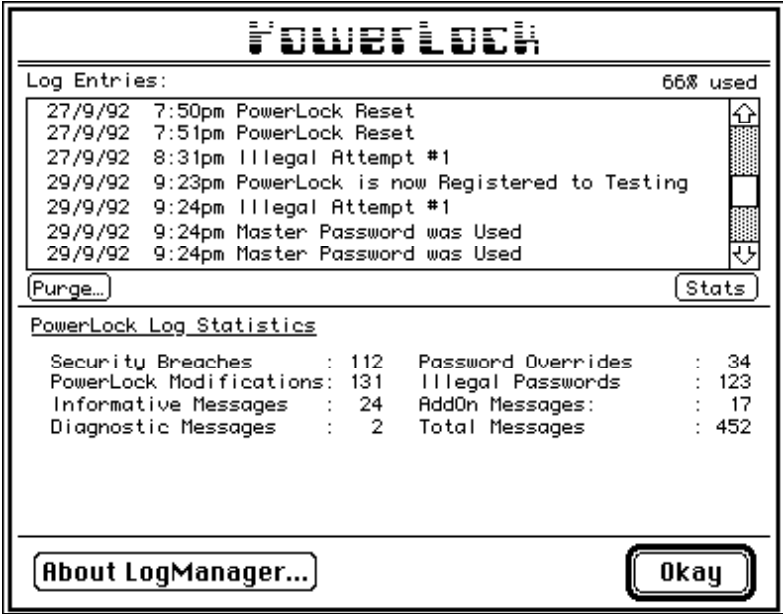 PowerLock
Log Entries: 66% used
27/9/92 7:50pm PowerLock Reset
27/9/92 7:51pm PowerLock Reset
27/9/92 8:31pm Illegal Attempt #1
29/9/92 9:23pm PowerLock is now Registered to Testing
29/9/92 9:24pm Illegal Attempt #1
29/9/92 9:24pm Master Password was Used
29/9/92 9:24pm Master Password was Used
Purge… Stats
PowerLock Log Statistics
Security Breaches : 112 Password Overrides : 34
PowerLock Modifications: 131 Illegal Passwords : 123
Informative Messages : 24 AddOn Messages: : 17
Diagnostic Messages : 2 Total Messages : 452
About LogManager... Okay